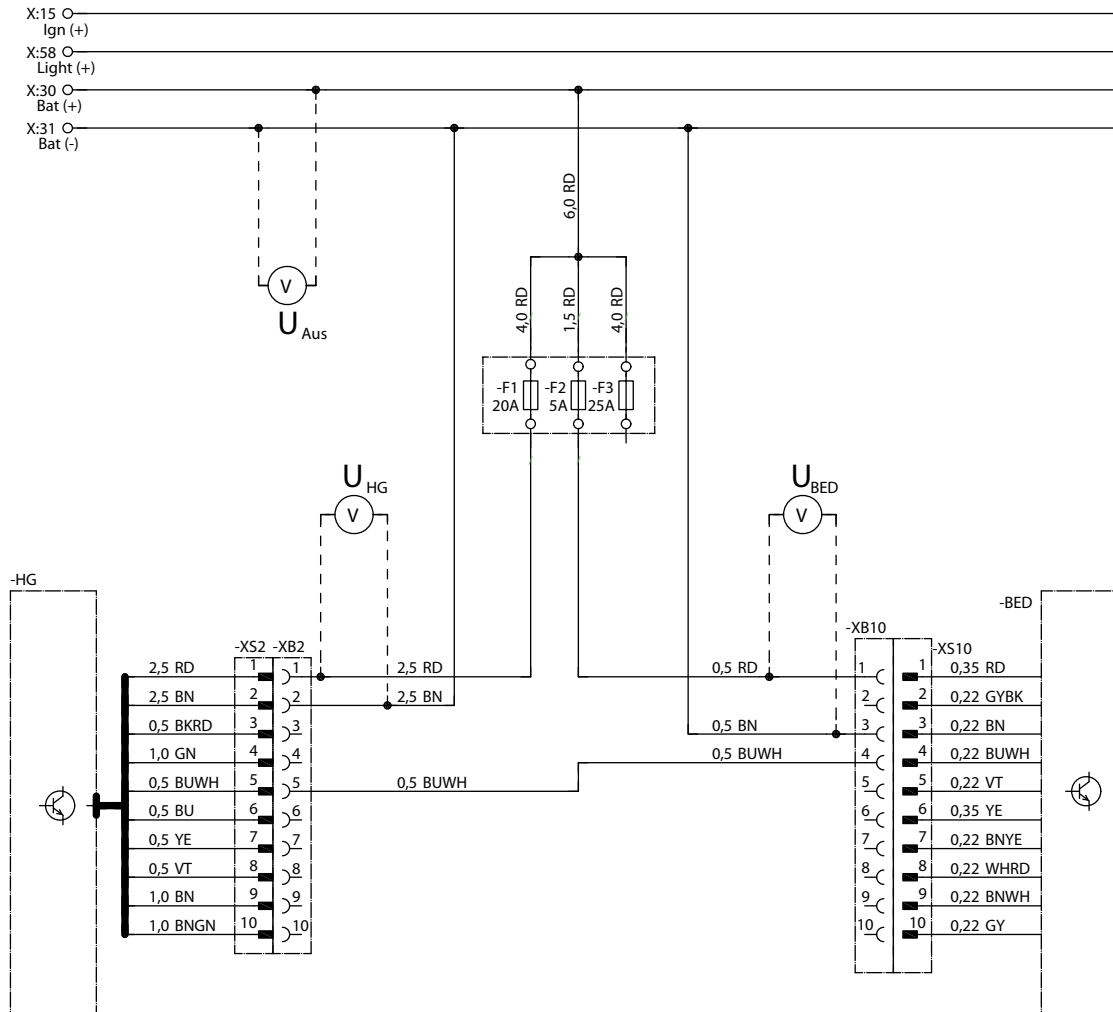 X:15
Ign (+)
X:58
Light (+)
X:30
Bat (+)
X:31
Bat (-)
6,0 RD
V
U Aus
4,0 RD
1,5 RD
4,0 RD
-F1
20A
-F2
5A
-F3
25A
U HG
V
U BED
V
-HG
-BED
-XS2
-XB2
-XB10
-XS10
2,5 RD
1
1
2,5 RD
0,5 RD
1
1
0,35 RD
2,5 BN
2
2
2,5 BN
2
2
0,22 GYBK
0,5 BKRD
3
3
0,5 BN
3
3
0,22 BN
1,0 GN
4
4
0,5 BUWH
4
4
0,22 BUWH
0,5 BUWH
5
5
0,5 BUWH
5
5
0,22 VT
0,5 BU
6
6
6
6
0,35 YE
0,5 YE
7
7
7
7
0,22 BNYE
0,5 VT
8
8
8
8
0,22 WHRD
1,0 BN
9
9
9
9
0,22 BNWH
1,0 BNGN
10
10
10
10
0,22 GY